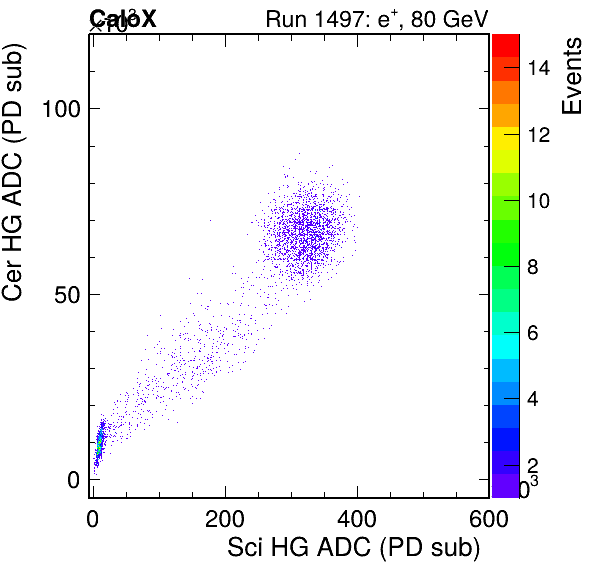 CaloX
×10³
Run 1497: e⁺, 80 GeV
Events
Cer HG ADC (PD sub)
100
50
0
14
12
10
8
6
4
2
0
0 200 400 600
Sci HG ADC (PD sub)